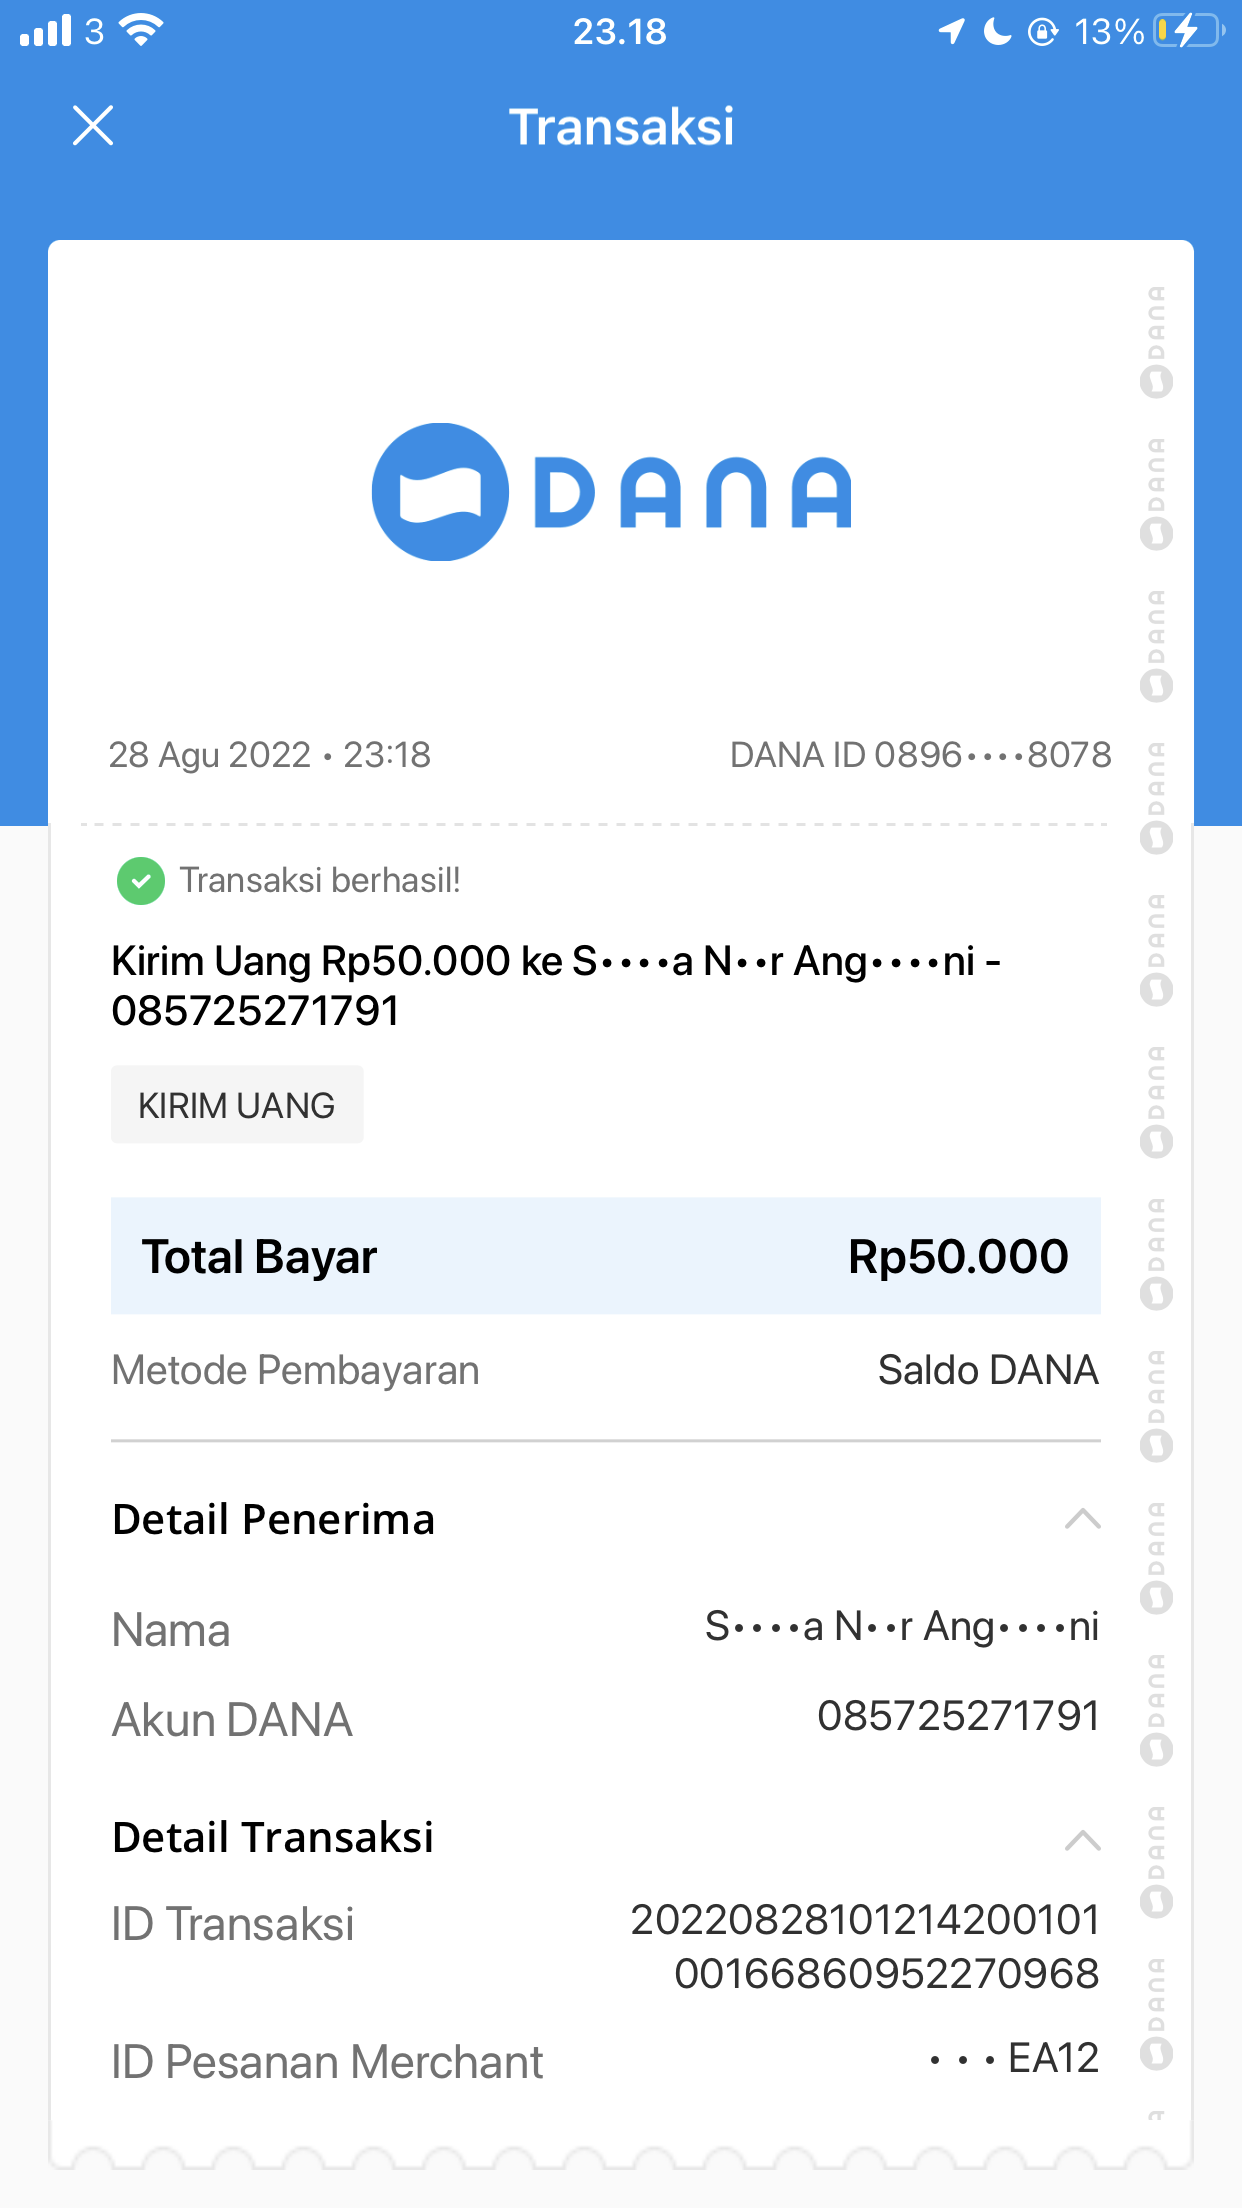 3
23.18
13%
Transaksi
DANA
28 Agu 2022 • 23:18
DANA ID 0896••••8078
Transaksi berhasil!
Kirim Uang Rp50.000 ke S••••a N••r Ang••••ni -
085725271791
KIRIM UANG
Total Bayar
Rp50.000
Metode Pembayaran
Saldo DANA
Detail Penerima
Nama
S••••a N••r Ang••••ni
Akun DANA
085725271791
Detail Transaksi
ID Transaksi
20220828101214200101
00166860952270968
ID Pesanan Merchant
• • • EA12
DANA
DANA
DANA
DANA
DANA
DANA
DANA
DANA
DANA
DANA
DANA
DANA